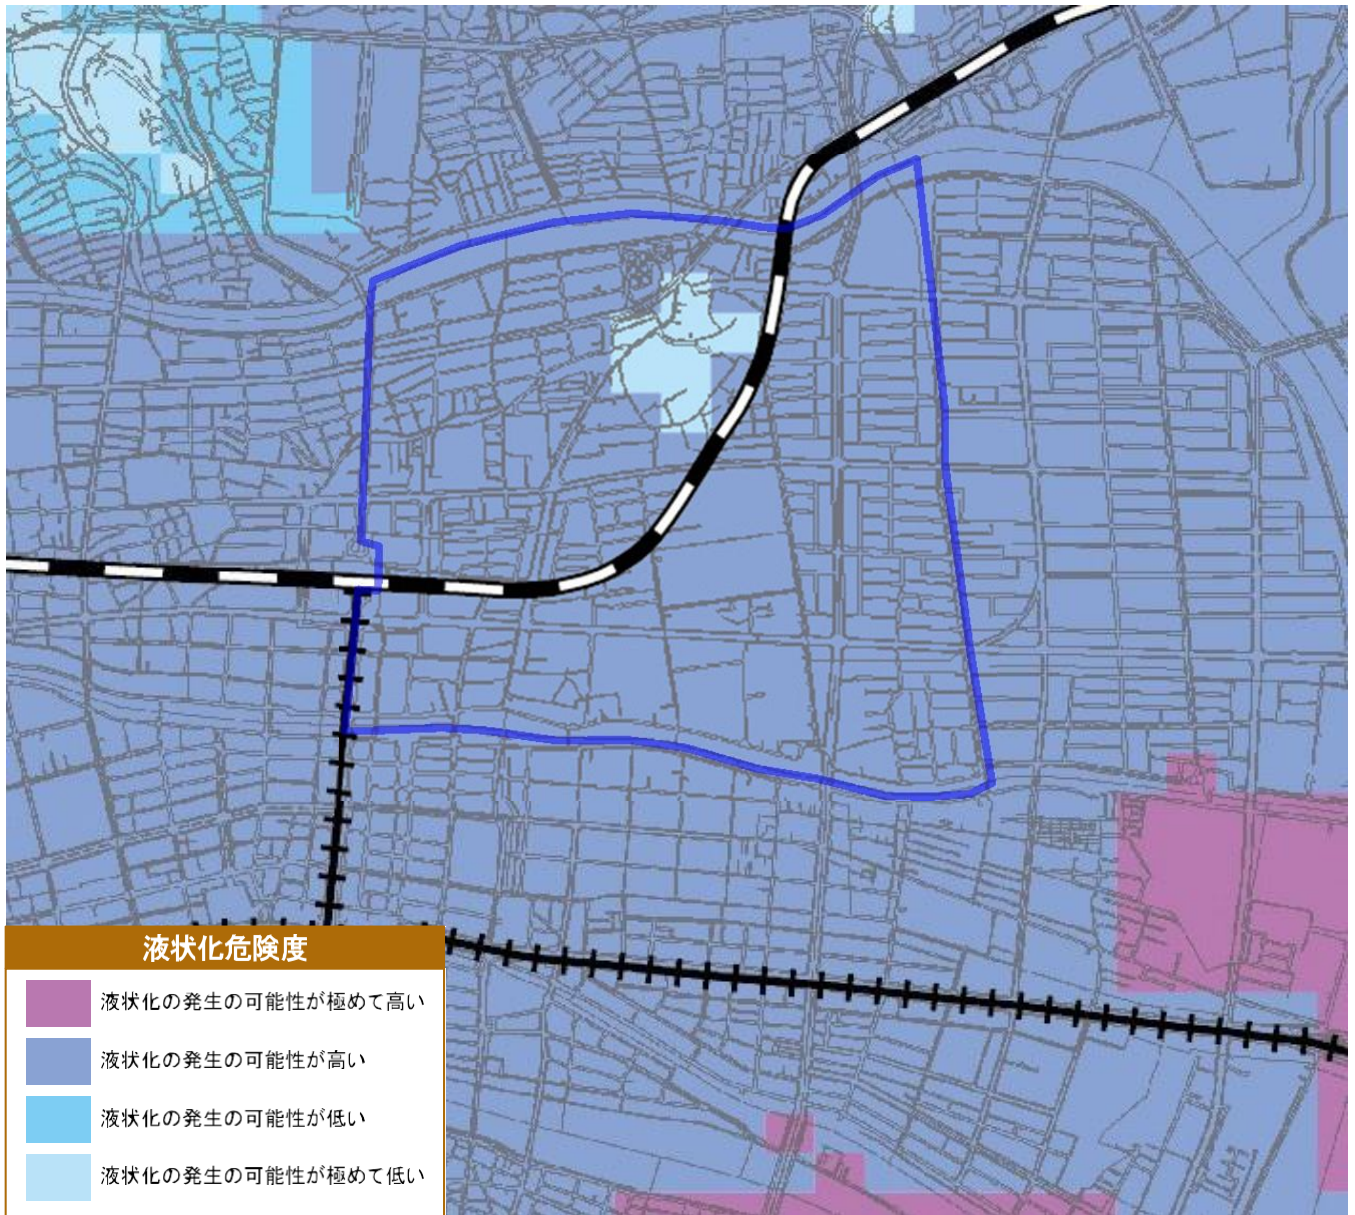 液状化危険度
液状化の発生の可能性が極めて高い
液状化の発生の可能性が高い
液状化の発生の可能性が低い
液状化の発生の可能性が極めて低い